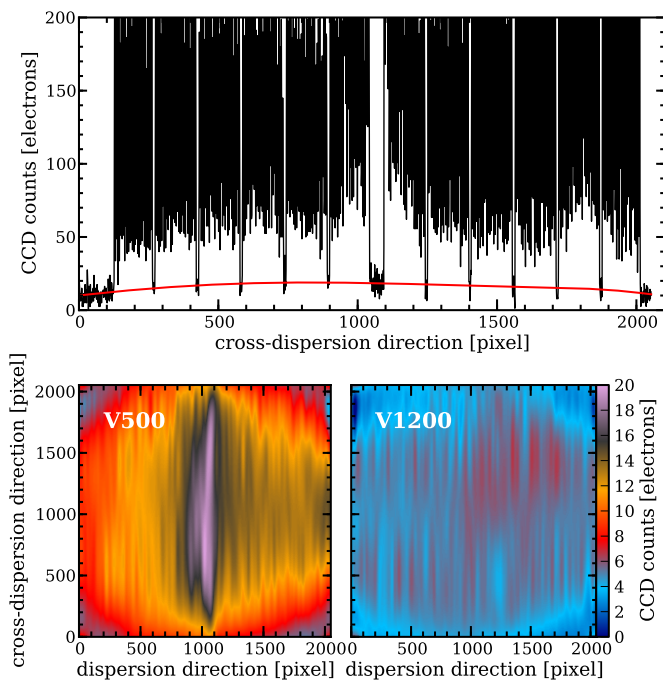 200
150
100
50
0
CCD counts [electrons]
0 500 1000 1500 2000
cross-dispersion direction [pixel]
cross-dispersion direction [pixel]
2000
1500
1000
500
0
V500
0 500 1000 1500 2000
dispersion direction [pixel]
V1200
0 500 1000 1500 2000
dispersion direction [pixel]
20
18
16
14
12
10
8
6
4
2
0
CCD counts [electrons]